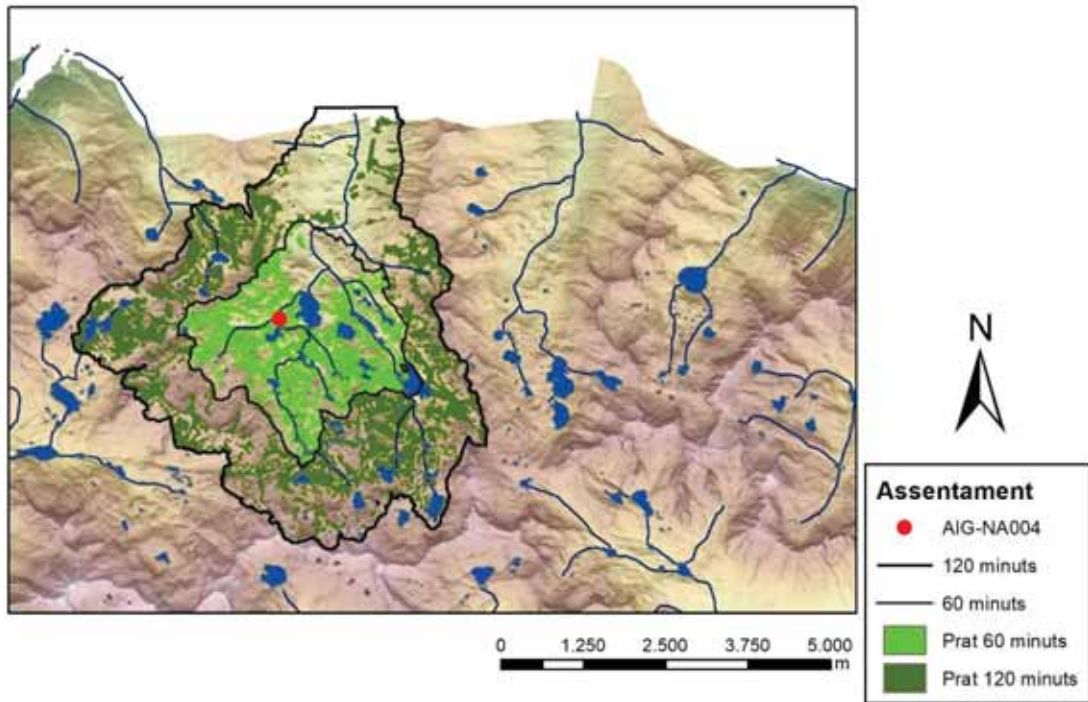 N
Assentament
AIG-NA004
120 minuts
60 minuts
Prat 60 minuts
Prat 120 minuts
0 1.250 2.500 3.750 5.000
m